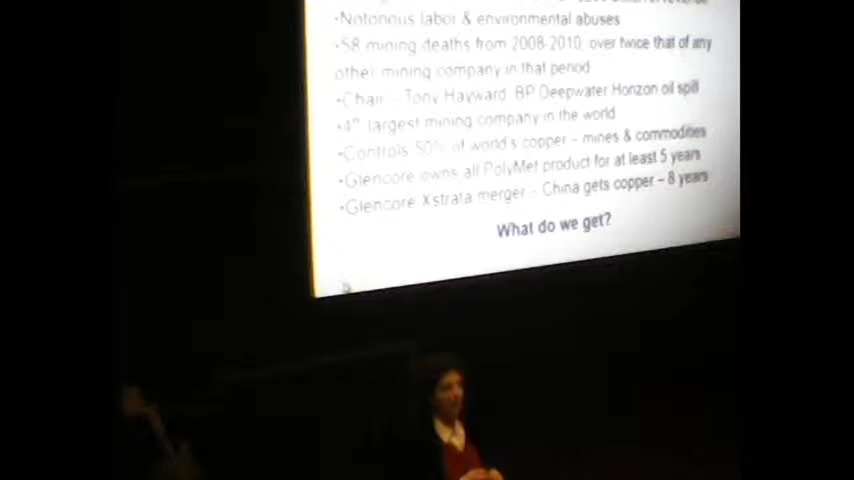 •Notorious labor & environmental abuses
•58 mining deaths from 2008-2010, over twice that of any
other mining company in that period
•Chair – Tony Hayward, BP Deepwater Horizon oil spill
•4th largest mining company in the world
•Controls 50% of world's copper – mines & commodities
•Glencore owns all PolyMet product for at least 5 years
•Glencore Xstrata merger – China gets copper – 8 years
What do we get?